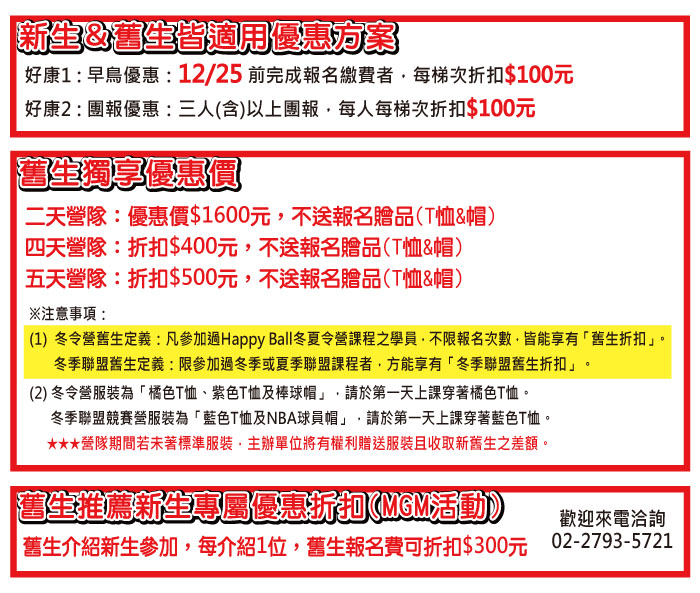 新生&舊生皆適用優惠方案
好康1：早鳥優惠：12/25 前完成報名繳費者，每梯次折扣$100元
好康2：團報優惠：三人(含)以上團報，每人每梯次折扣$100元
舊生獨享優惠價
二天營隊：優惠價$1600元，不送報名贈品(T恤&帽)
四天營隊：折扣$400元，不送報名贈品(T恤&帽)
五天營隊：折扣$500元，不送報名贈品(T恤&帽)
※注意事項：
(1) 冬令營舊生定義：凡參加過Happy Ball冬夏令營課程之學員，不限報名次數，皆能享有「舊生折扣」。
冬季聯盟舊生定義：限參加過冬季或夏季聯盟課程者，方能享有「冬季聯盟舊生折扣」。
(2) 冬令營服裝為「橘色T恤、紫色T恤及棒球帽」，請於第一天上課穿著橘色T恤。
冬季聯盟競賽營服裝為「藍色T恤及NBA球員帽」，請於第一天上課穿著藍色T恤。
★★★營隊期間若未著標準服裝，主辦單位將有權利贈送服裝且收取新舊生之差額。
舊生推薦新生專屬優惠折扣(MGM活動)
舊生介紹新生參加，每介紹1位，舊生報名費可折扣$300元
歡迎來電洽詢
02-2793-5721